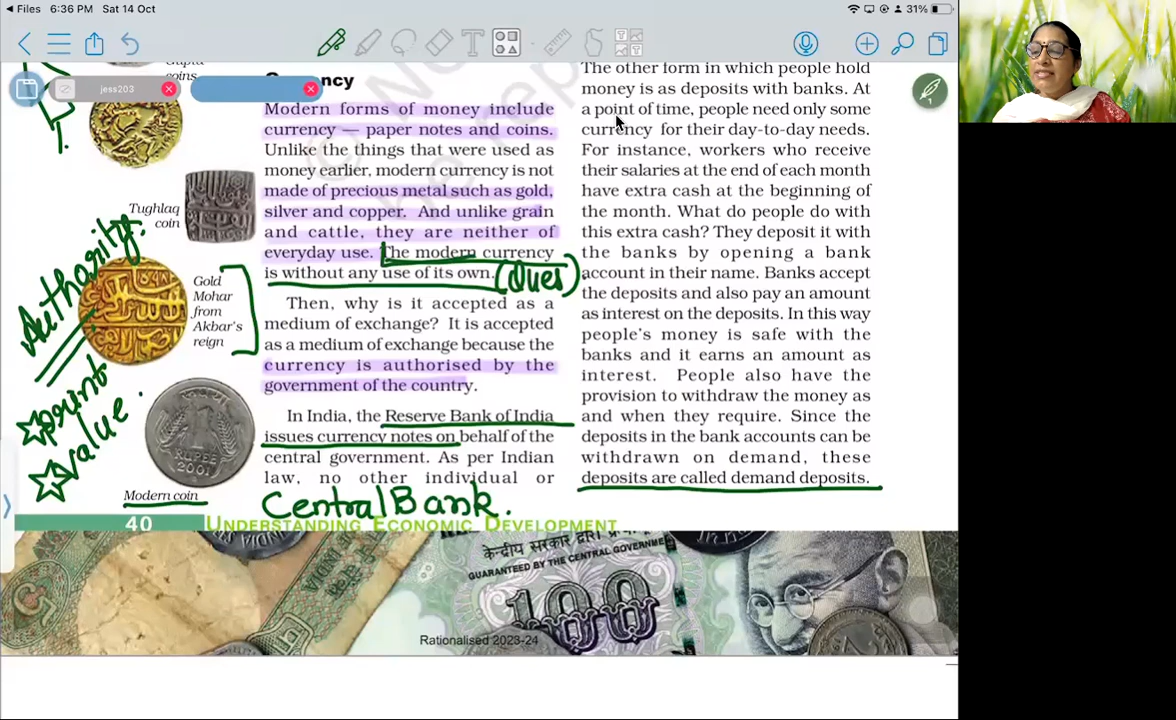 Files 6:36 PM Sat 14 Oct
31%
jess203
coins
Tughlaq
coin
Gold
Mohar
from
Akbar's
reign
Modern coin
Authority.
print
value.
1
RUPEE
2001
Modern forms of money include
currency — paper notes and coins.
Unlike the things that were used as
money earlier, modern currency is not
made of precious metal such as gold,
silver and copper. And unlike grain
and cattle, they are neither of
everyday use. The modern currency
is without any use of its own. (dues)
Then, why is it accepted as a
medium of exchange? It is accepted
as a medium of exchange because the
currency is authorised by the
government of the country.
In India, the Reserve Bank of India
issues currency notes on behalf of the
central government. As per Indian
law, no other individual or
Central Bank.
The other form in which people hold
money is as deposits with banks. At
a point of time, people need only some
currency for their day-to-day needs.
For instance, workers who receive
their salaries at the end of each month
have extra cash at the beginning of
the month. What do people do with
this extra cash? They deposit it with
the banks by opening a bank
account in their name. Banks accept
the deposits and also pay an amount
as interest on the deposits. In this way
people's money is safe with the
banks and it earns an amount as
interest. People also have the
provision to withdraw the money as
and when they require. Since the
deposits in the bank accounts can be
withdrawn on demand, these
deposits are called demand deposits.
40 UNDERSTANDING ECONOMIC DEVELOPMENT
केन्द्रीय सरकार द्वारा
GUARANTEED BY THE CENTRAL GOVERNME
100
Rationalised 2023-24